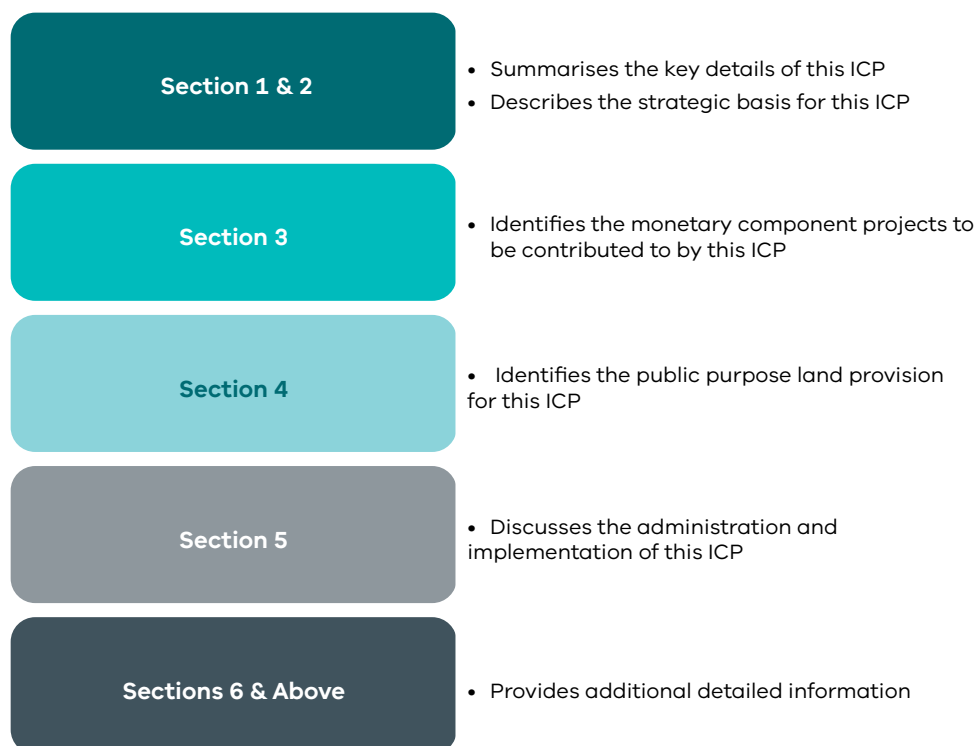 Section 1 & 2
• Summarises the key details of this ICP
• Describes the strategic basis for this ICP
Section 3
• Identifies the monetary component projects to
be contributed to by this ICP
Section 4
• Identifies the public purpose land provision
for this ICP
Section 5
• Discusses the administration and
implementation of this ICP
Sections 6 & Above
• Provides additional detailed information